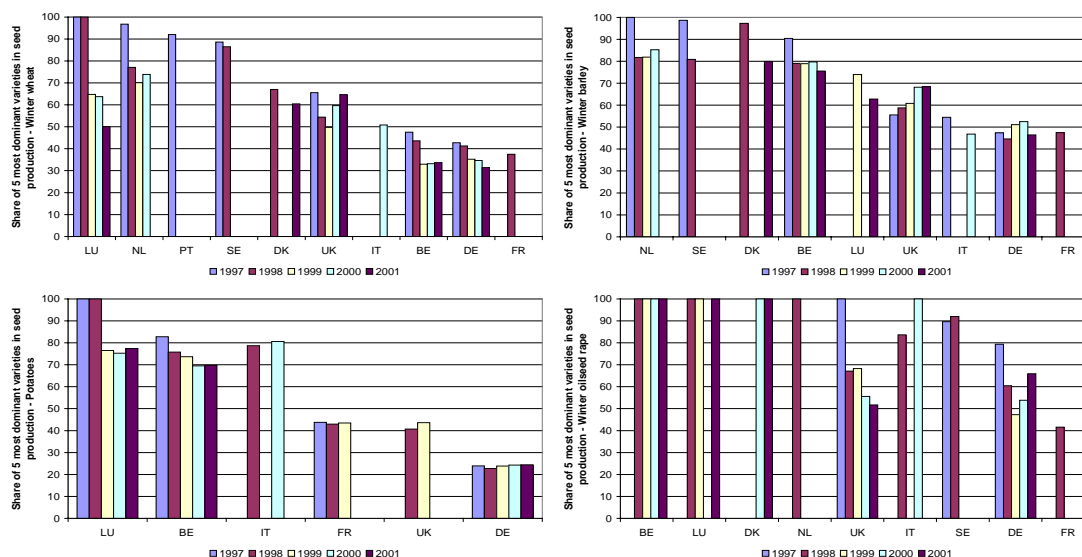 Share of 5 most dominant varieties in seed
production - Winter wheat
100
90
80
70
60
50
40
30
20
10
0
LU NL PT SE DK UK IT BE DE FR
1997 1998 1999 2000 2001
Share of 5 most dominant varieties in seed
production - Winter barley
100
90
80
70
60
50
40
30
20
10
0
NL SE DK BE LU UK IT DE FR
1997 1998 1999 2000 2001
Share of 5 most dominant varieties in seed
production - Potatoes
100
90
80
70
60
50
40
30
20
10
0
LU BE IT FR UK DE
1997 1998 1999 2000 2001
Share of 5 most dominant varieties in seed
production - Winter oilseed rape
100
90
80
70
60
50
40
30
20
10
0
BE LU DK NL UK IT SE DE FR
1997 1998 1999 2000 2001